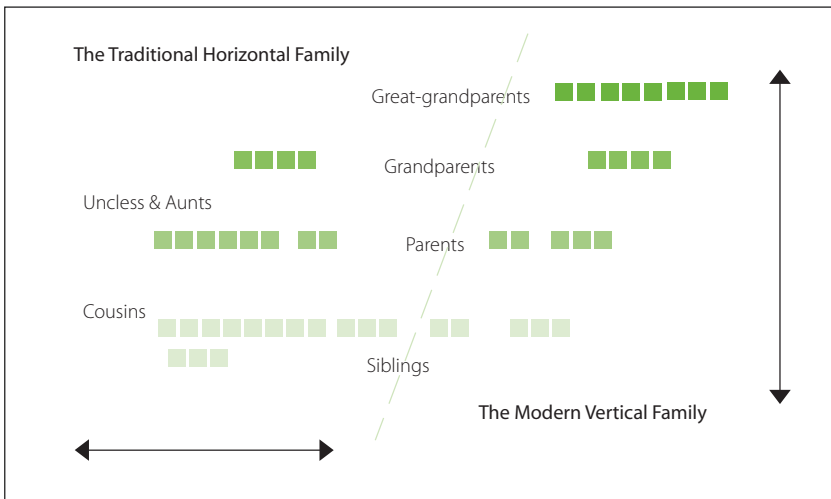 The Traditional Horizontal Family
Great-grandparents
Grandparents
Uncless & Aunts
Parents
Cousins
Siblings
The Modern Vertical Family